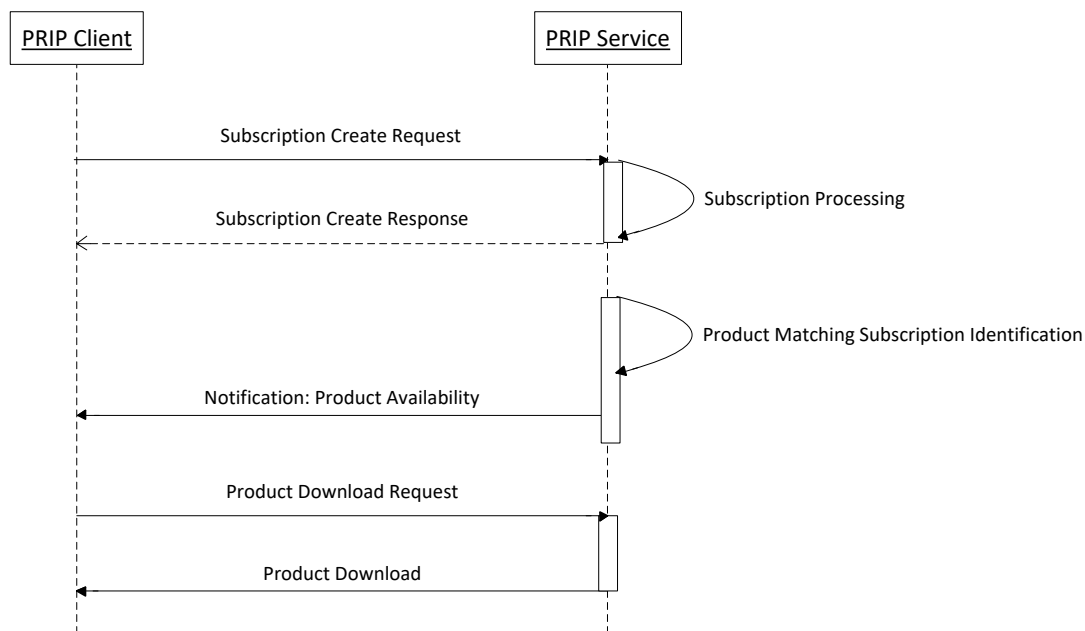 PRIP Client
PRIP Service
Subscription Create Request
Subscription Processing
Subscription Create Response
Product Matching Subscription Identification
Notification: Product Availability
Product Download Request
Product Download